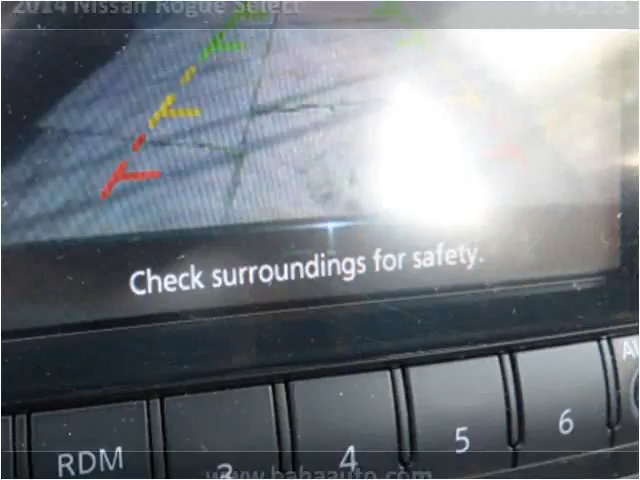 2014 Nissan Rogue Select
Check surroundings for safety.
RDM 3 4 5 6
www.babaauto.com